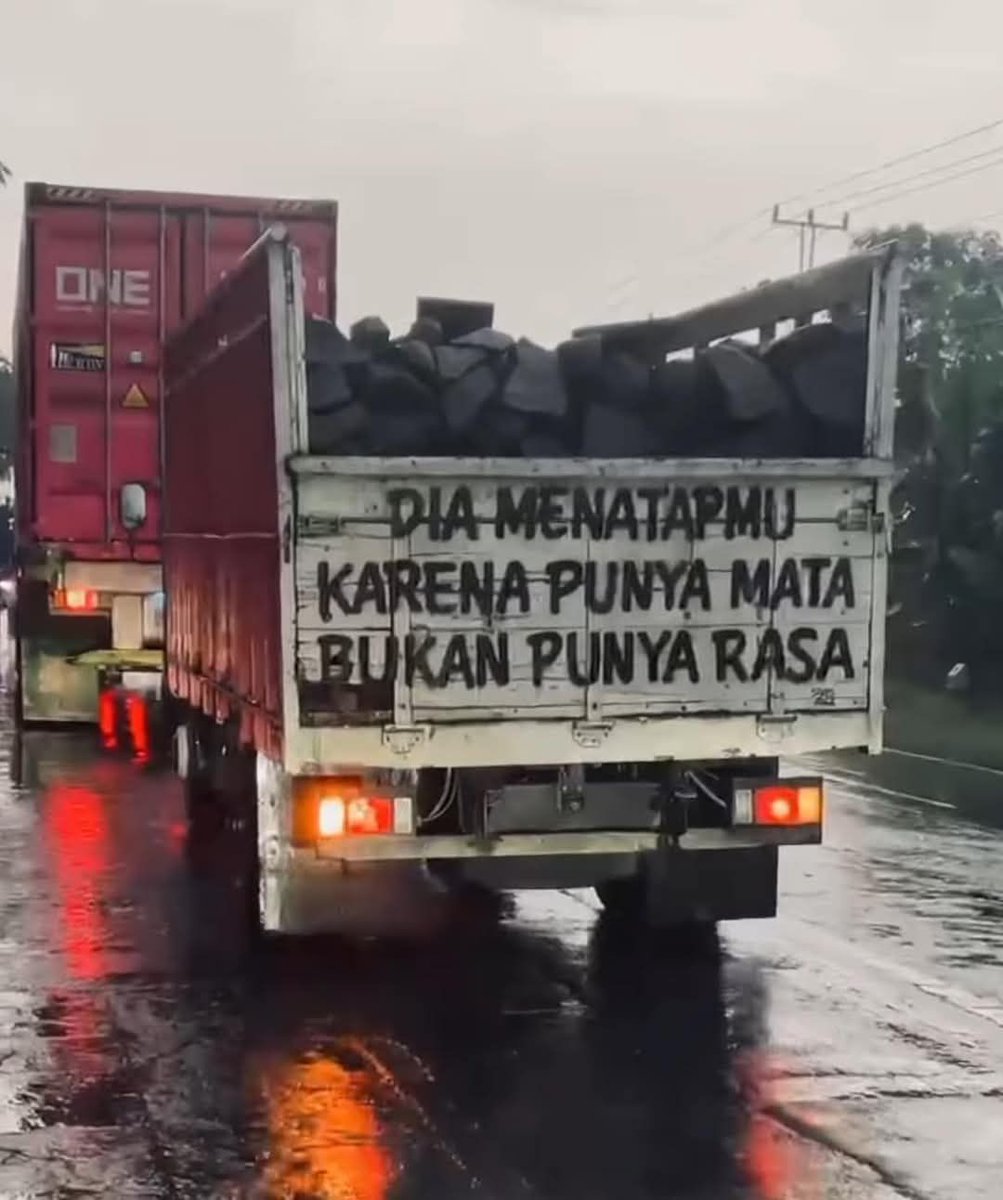 ONE
DIA MENATAPMU
KARENA PUNYA MATA
BUKAN PUNYA RASA